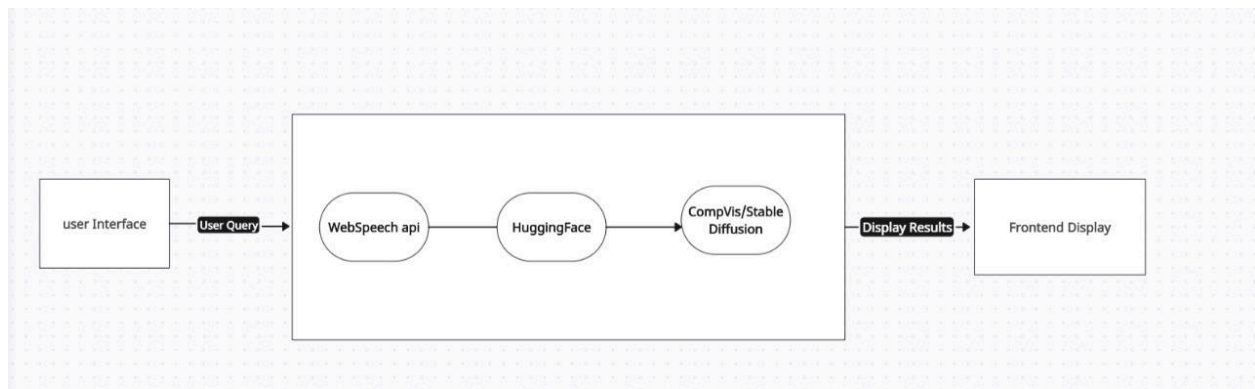 user Interface
User Query
WebSpeech api
HuggingFace
CompVis/Stable
Diffusion
Display Results
Frontend Display